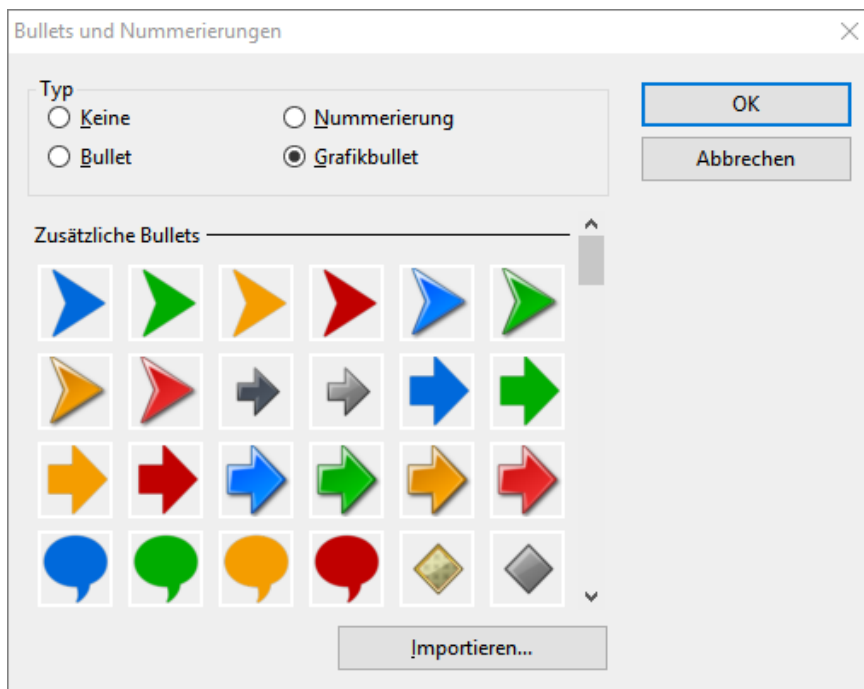 Bullets und Nummerierungen
Typ
Keine
Nummerierung
Bullet
Grafikbullet
OK
Abbrechen
Zusätzliche Bullets
Importieren...